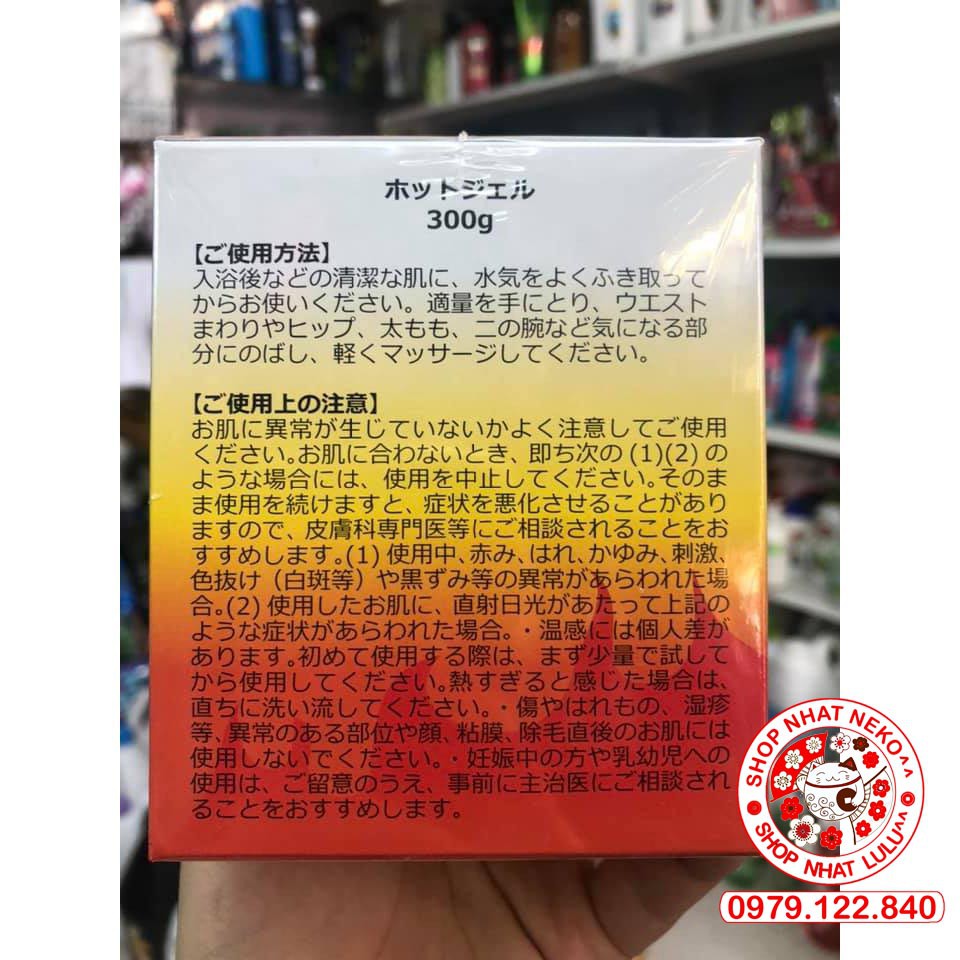 ホットジェル
300g
【ご使用方法】
入浴後などの清潔な肌に、水気をよくふき取って
からお使いください。適量を手にとり、ウエスト
まわりやヒップ、太もも、二の腕など気になる部
分にのばし、軽くマッサージしてください。
【ご使用上の注意】
お肌に異常が生じていないかよく注意してご使用
ください。お肌に合わないとき、即ち次の(1)(2)の
ような場合には、使用を中止してください。そのま
ま使用を続けますと、症状を悪化させることがあり
ますので、皮膚科専門医等にご相談されることをお
すすめします。(1)使用中、赤み、はれ、かゆみ、刺激、
色抜け(白斑等)や黒ずみ等の異常があらわれた場
合。(2)使用したお肌に、直射日光があたって上記の
ような症状があらわれた場合。・温感には個人差が
あります。初めて使用する際は、まず少量で試して
から使用してください。熱すぎると感じた場合は、
直ちに洗い流してください。・傷やはれもの、湿疹
等、異常のある部位や顔、粘膜、除毛直後のお肌には
使用しないでください。・妊娠中の方や乳幼児への
使用は、ご留意のうえ、事前に主治医にご相談され
ることをおすすめします。
SHOP NHAT NEKO
SHOP NHAT LULU
0979.122.840